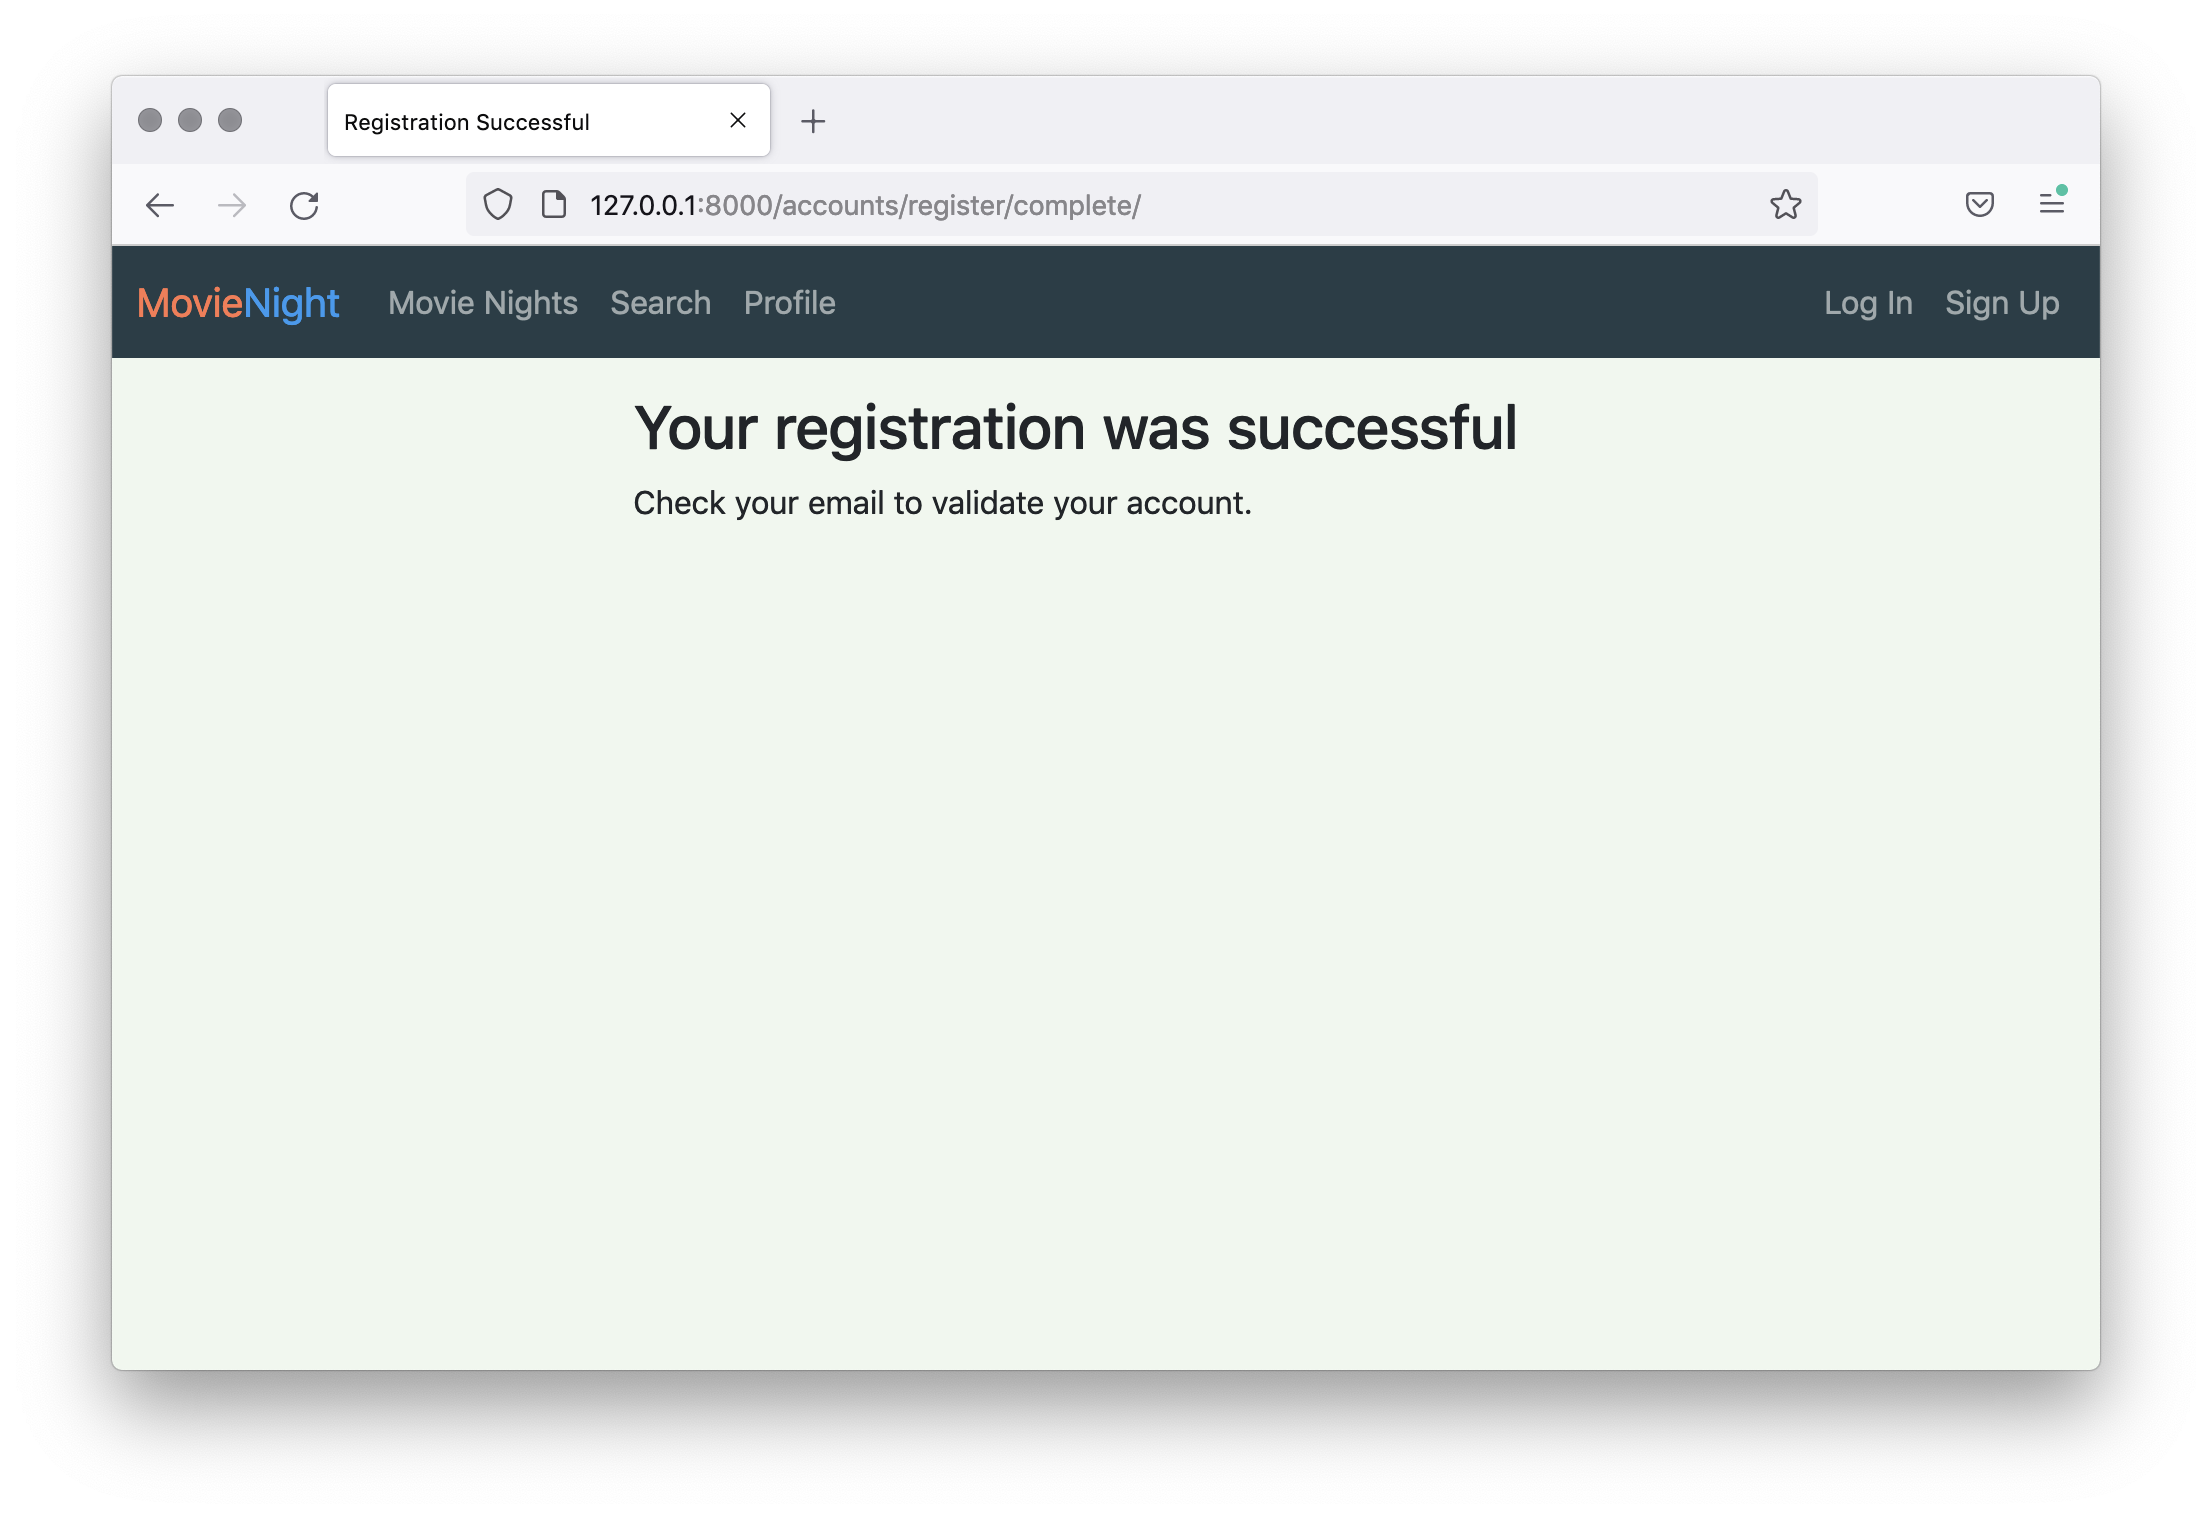 Registration Successful
127.0.0.1:8000/accounts/register/complete/
MovieNight Movie Nights Search Profile Log In Sign Up
Your registration was successful
Check your email to validate your account.